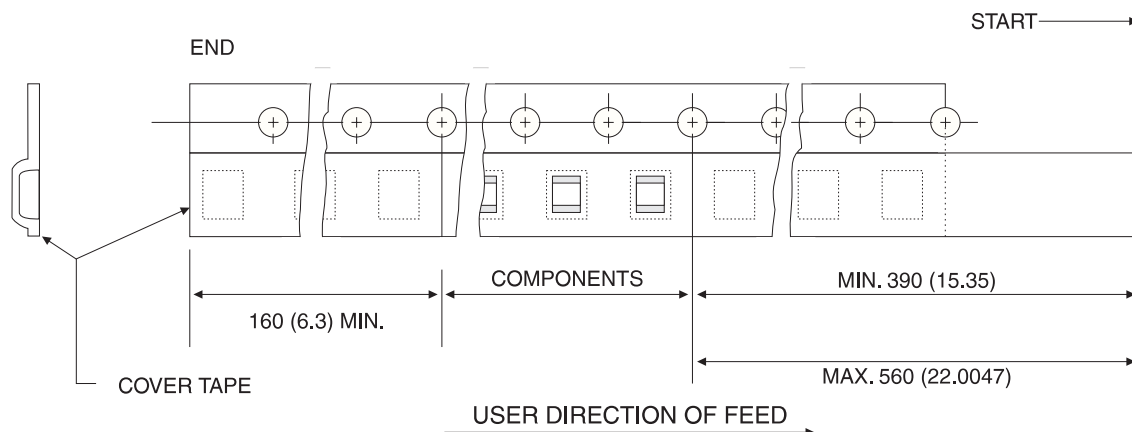 START
END
COMPONENTS
MIN. 390 (15.35)
160 (6.3) MIN.
MAX. 560 (22.0047)
COVER TAPE
USER DIRECTION OF FEED